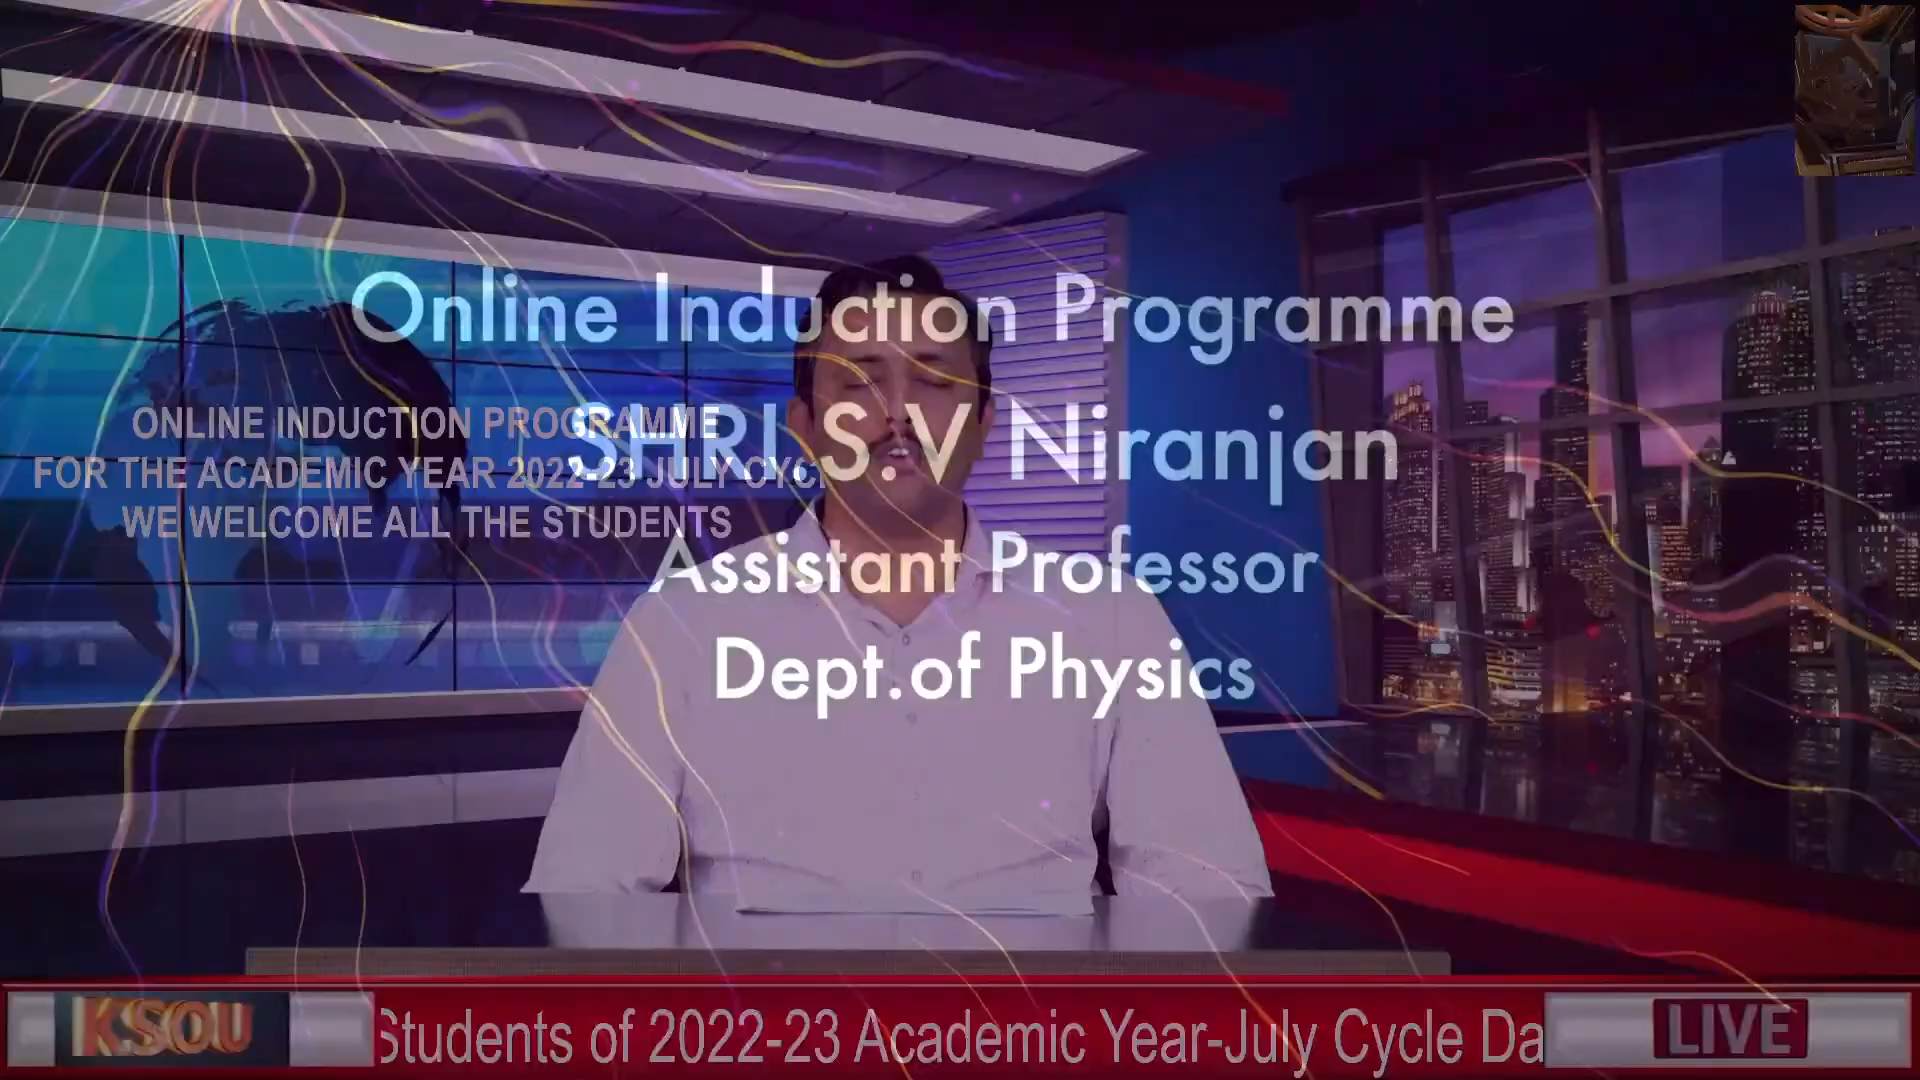 Online Induction Programme
SHRI. S.V Niranjan
Assistant Professor
Dept.of Physics
ONLINE INDUCTION PROGRAMME
FOR THE ACADEMIC YEAR 2022-23 JULY
WE WELCOME ALL THE STUDENTS
KSOU
Students of 2022-23 Academic Year-July Cycle
LIVE